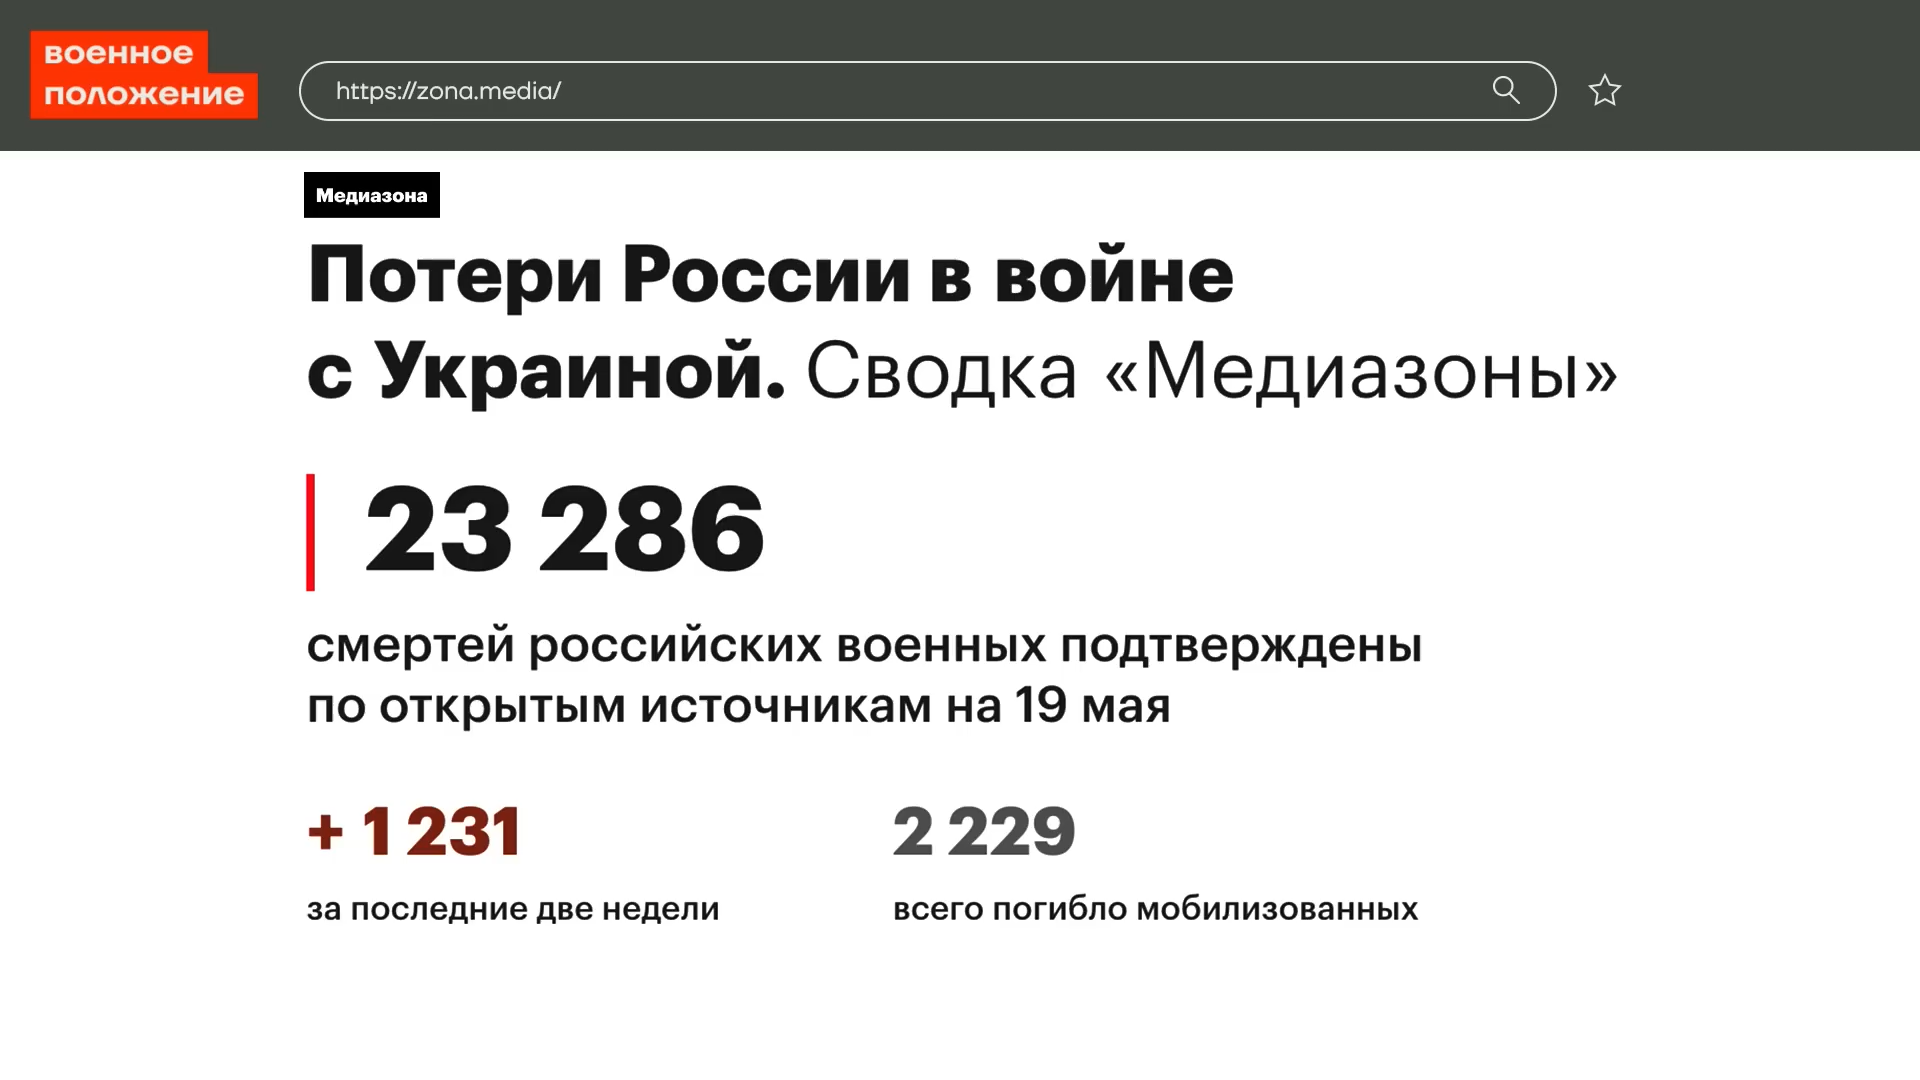 военное
положение
https://zona.media/
Медиазона
Потери России в войне
с Украиной. Сводка «Медиазоны»
23 286
смертей российских военных подтверждены
по открытым источникам на 19 мая
+ 1 231
за последние две недели
2 229
всего погибло мобилизованных